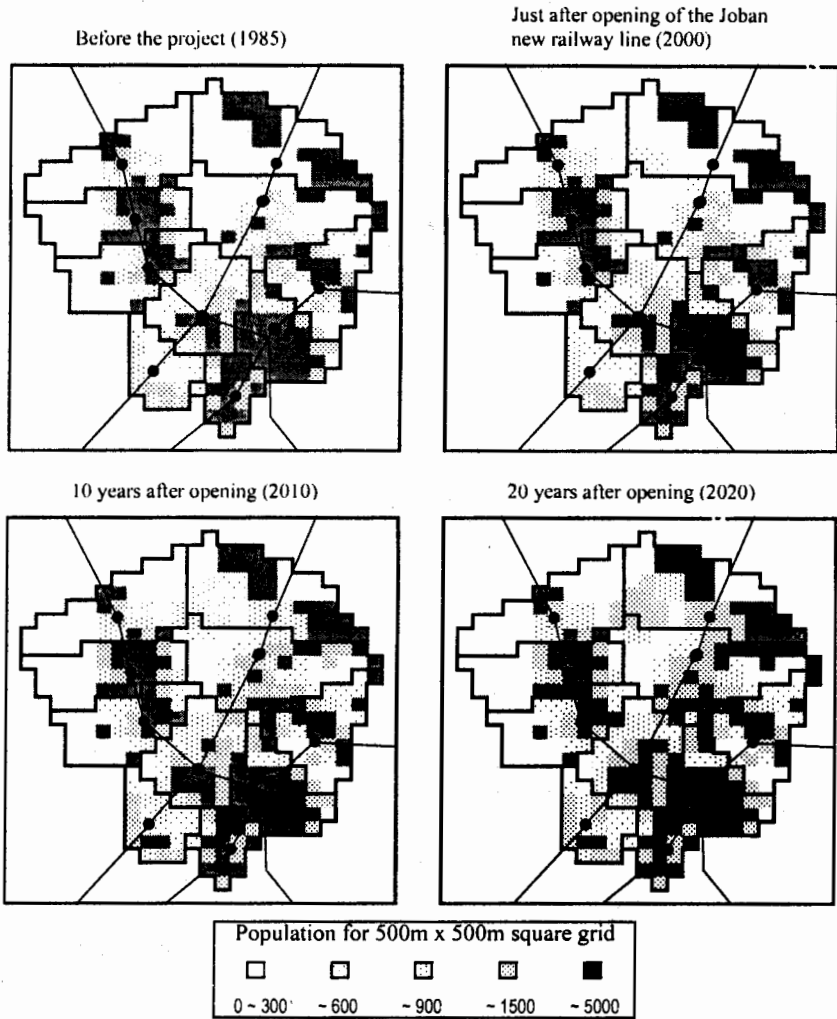 Before the project (1985)
Just after opening of the Joban
new railway line (2000)
10 years after opening (2010)
20 years after opening (2020)
Population for 500m x 500m square grid
0 ~ 300
~ 600
~ 900
~ 1500
~ 5000